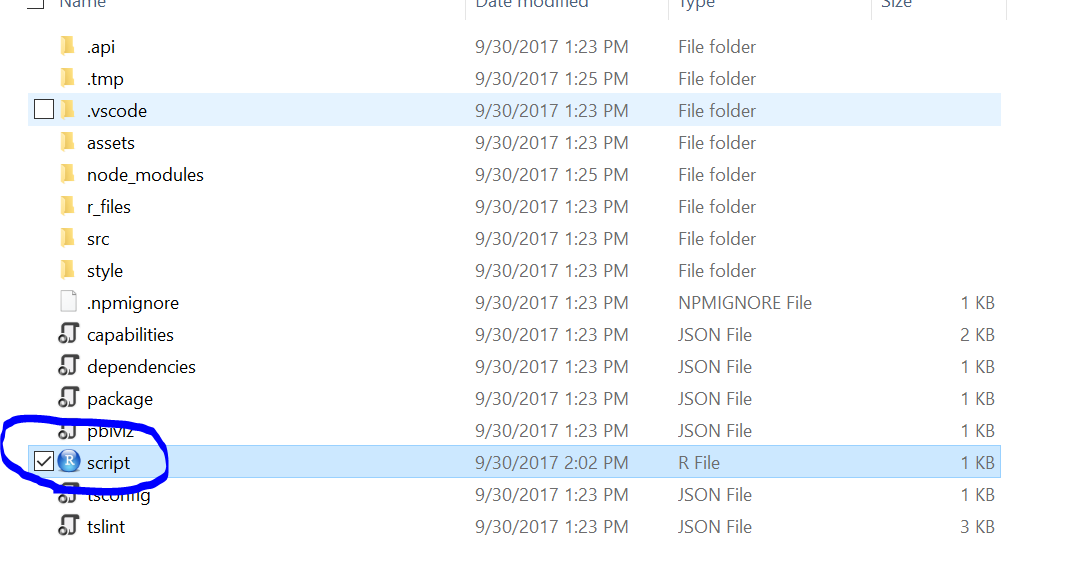 Name Date modified Type Size
.api 9/30/2017 1:23 PM File folder
.tmp 9/30/2017 1:25 PM File folder
.vscode 9/30/2017 1:23 PM File folder
assets 9/30/2017 1:23 PM File folder
node_modules 9/30/2017 1:25 PM File folder
r_files 9/30/2017 1:23 PM File folder
src 9/30/2017 1:23 PM File folder
style 9/30/2017 1:23 PM File folder
.npmignore 9/30/2017 1:23 PM NPMIGNORE File 1 KB
capabilities 9/30/2017 1:23 PM JSON File 2 KB
dependencies 9/30/2017 1:23 PM JSON File 1 KB
package 9/30/2017 1:23 PM JSON File 1 KB
pbiviz 9/30/2017 1:23 PM JSON File 1 KB
R script 9/30/2017 2:02 PM R File 1 KB
tsconfig 9/30/2017 1:23 PM JSON File 1 KB
tslint 9/30/2017 1:23 PM JSON File 3 KB